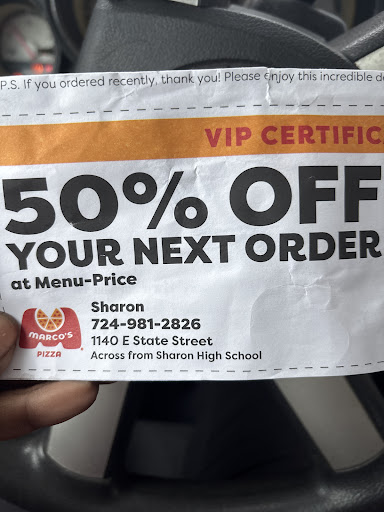 P.S. If you ordered recently, thank you! Please enjoy this incredible
VIP
50% OFF
YOUR NEXT ORDER
at Menu-Price
Sharon
724-981-2826
1140 E State Street
Across from Sharon High School
MARCO'S
PIZZA